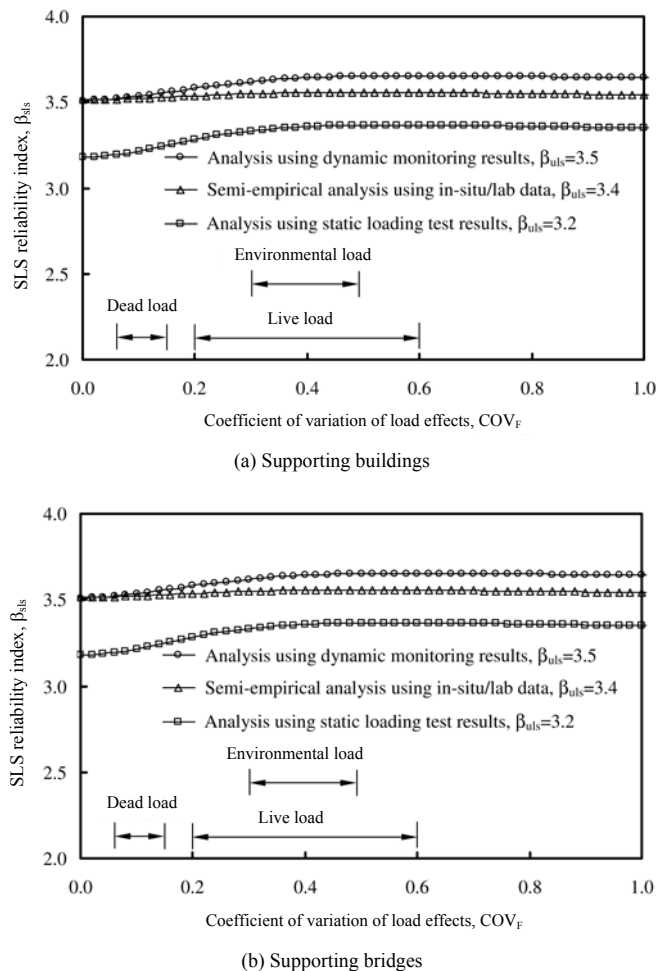 4.0
3.5
3.0
2.5
2.0
SLS reliability index, βsls
Analysis using dynamic monitoring results, βuls=3.5
Semi-empirical analysis using in-situ/lab data, βuls=3.4
Analysis using static loading test results, βuls=3.2
Environmental load
Dead load
Live load
0.0 0.2 0.4 0.6 0.8 1.0
Coefficient of variation of load effects, COVF
(a) Supporting buildings
4.0
3.5
3.0
2.5
2.0
SLS reliability index, βsls
Analysis using dynamic monitoring results, βuls=3.5
Semi-empirical analysis using in-situ/lab data, βuls=3.4
Analysis using static loading test results, βuls=3.2
Environmental load
Dead load
Live load
0.0 0.2 0.4 0.6 0.8 1.0
Coefficient of variation of load effects, COVF
(b) Supporting bridges